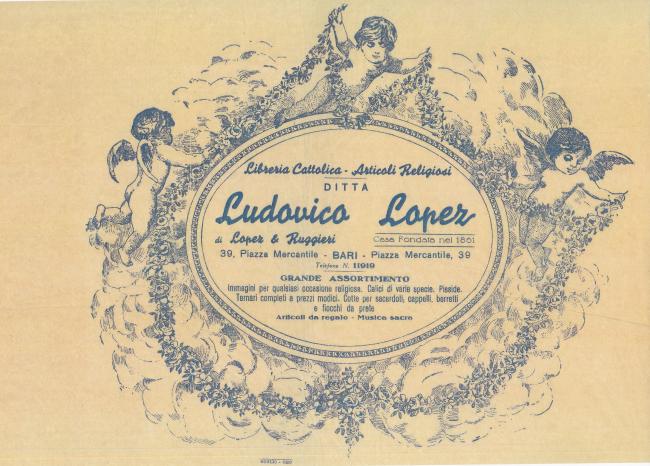 Libreria Cattolica - Articoli Religiosi
DITTA
Ludovico Lopez
di Lopez & Ruggieri Casa Fondata nel 1861
39, Piazza Mercantile - BARI - Piazza Mercantile, 39
Telefono N. 11919
GRANDE ASSORTIMENTO
Immagini per qualsiasi occasione religiosa. Calici di varie specie. Pisside.
Ternari completi a prezzi modici. Cotte per sacerdoti, cappelli, berretti
e fiocchi da prete
Articoli da regalo - Musica sacra